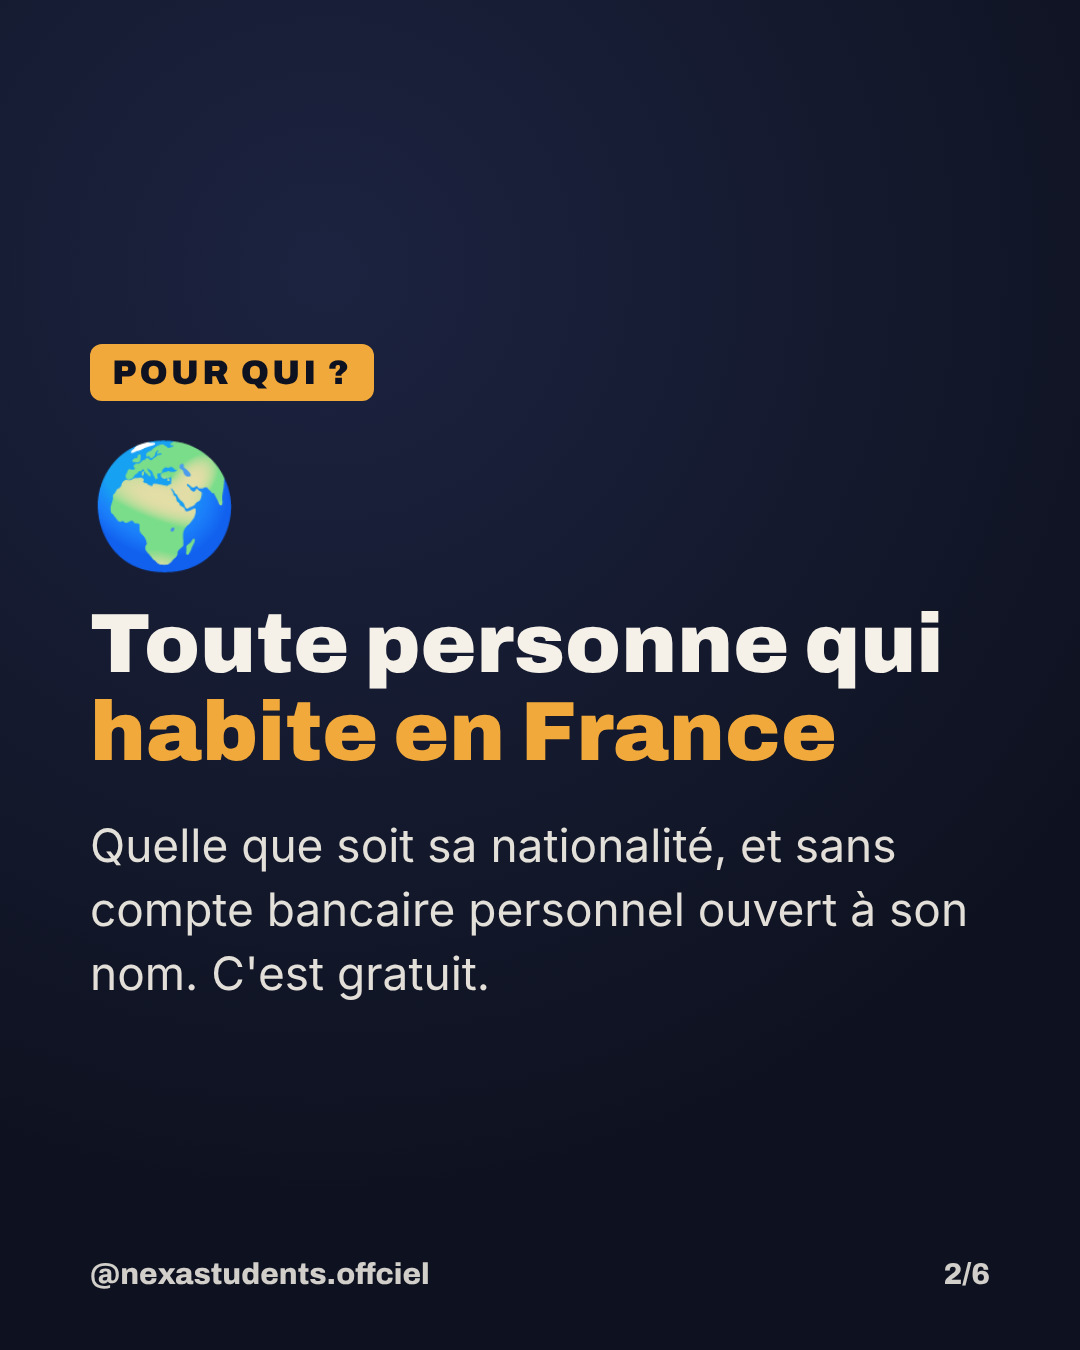 POUR QUI ?
Toute personne qui
habite en France
Quelle que soit sa nationalité, et sans
compte bancaire personnel ouvert à son
nom. C'est gratuit.
@nexastudents.offciel
2/6